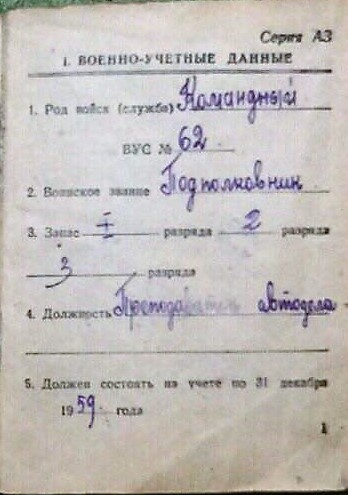 Серия АЗ
I. ВОЕННО-УЧЕТНЫЕ ДАННЫЕ
1. Род войск (служба) Командный
ВУС № 62
2. Воинское звание Подполковник
3. Запас I разряда 2 разряда
3 разряда
4. Должность Преподаватель автодела
5. Должен состоять на учете по 31 декабря
1959 года
1